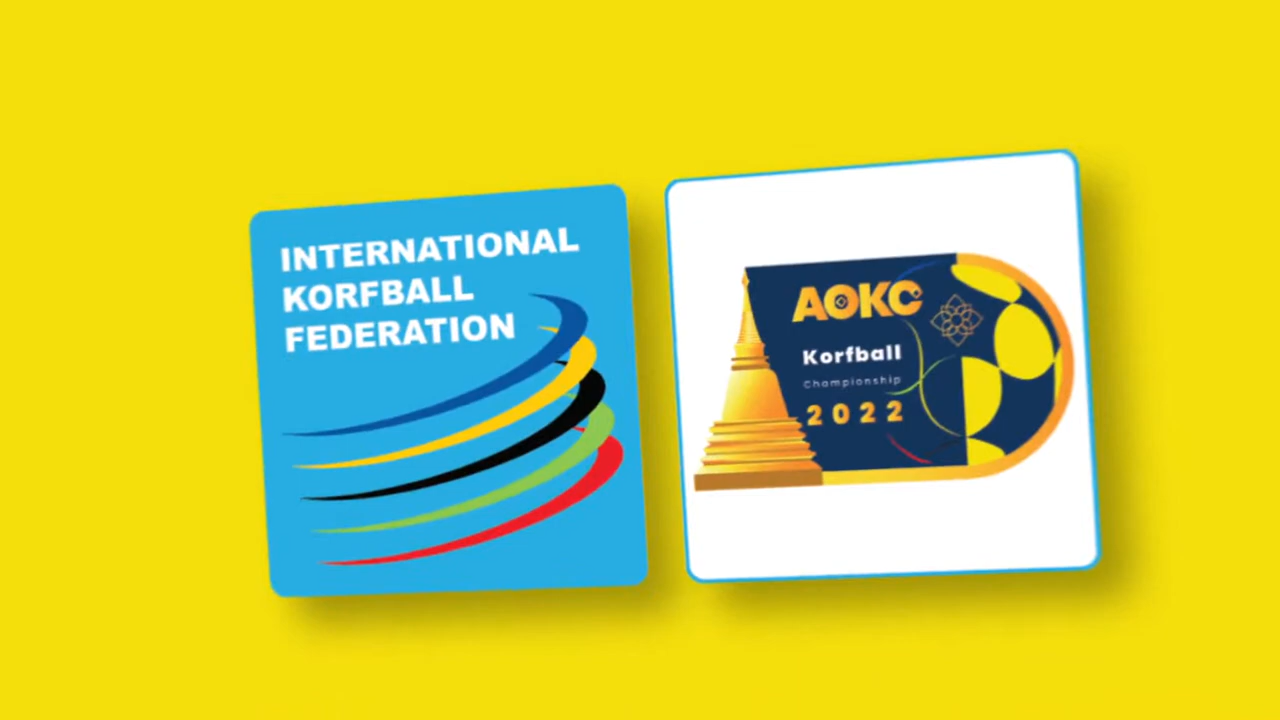 INTERNATIONAL
KORFBALL
FEDERATION
AOKC
Korfball
Championship
2022